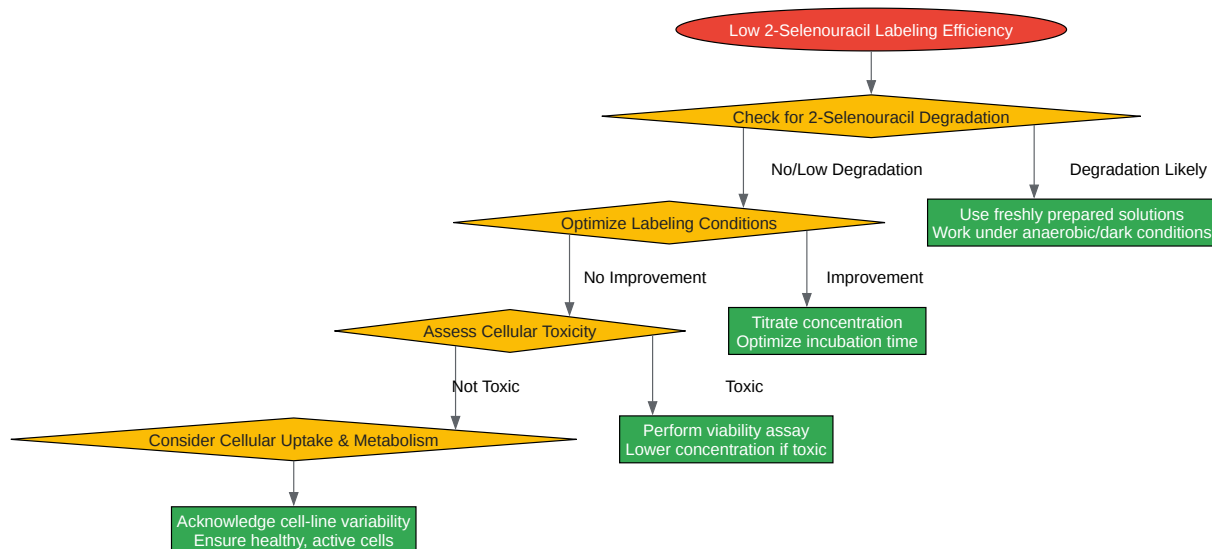 Low 2-Selenouracil Labeling Efficiency
Check for 2-Selenouracil Degradation
No/Low Degradation
Degradation Likely
Use freshly prepared solutions
Work under anaerobic/dark conditions
Optimize Labeling Conditions
No Improvement
Improvement
Titrate concentration
Optimize incubation time
Assess Cellular Toxicity
Not Toxic
Toxic
Perform viability assay
Lower concentration if toxic
Consider Cellular Uptake & Metabolism
Acknowledge cell-line variability
Ensure healthy, active cells